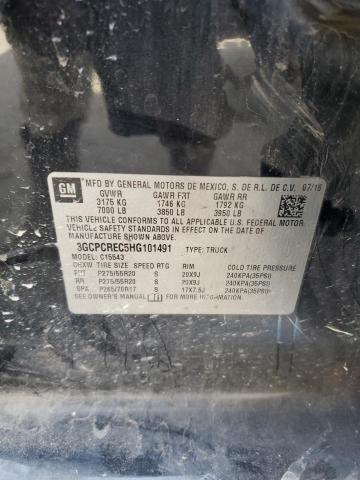 GM
MFD BY GENERAL MOTORS DE MEXICO, S. DE R.L. DE C.V. 07/16
GVWR GAWR FRT GAWR RR
3175 KG 1746 KG 1792 KG
7000 LB 3850 LB 3950 LB
THIS VEHICLE CONFORMS TO ALL APPLICABLE U.S.
FEDERAL MOTOR VEHICLE SAFETY STANDARDS IN
EFFECT ON THE DATE OF MANUFACTURE SHOWN ABOVE.
3GCPCREC5HG101491 TYPE: TRUCK
MODEL: C15543
TIRE SIZE SPEED RTG RIM COLD TIRE PRESSURE
P275/55R20 S 20X9J 240KPA(35PSI)
RR P275/55R20 S 20X9J 240KPA(35PSI)
SPA P265/70R17 S 17X7.5J 240KPA(35PSI)
SEE OWNER'S MANUAL FOR MORE INFORMATION.